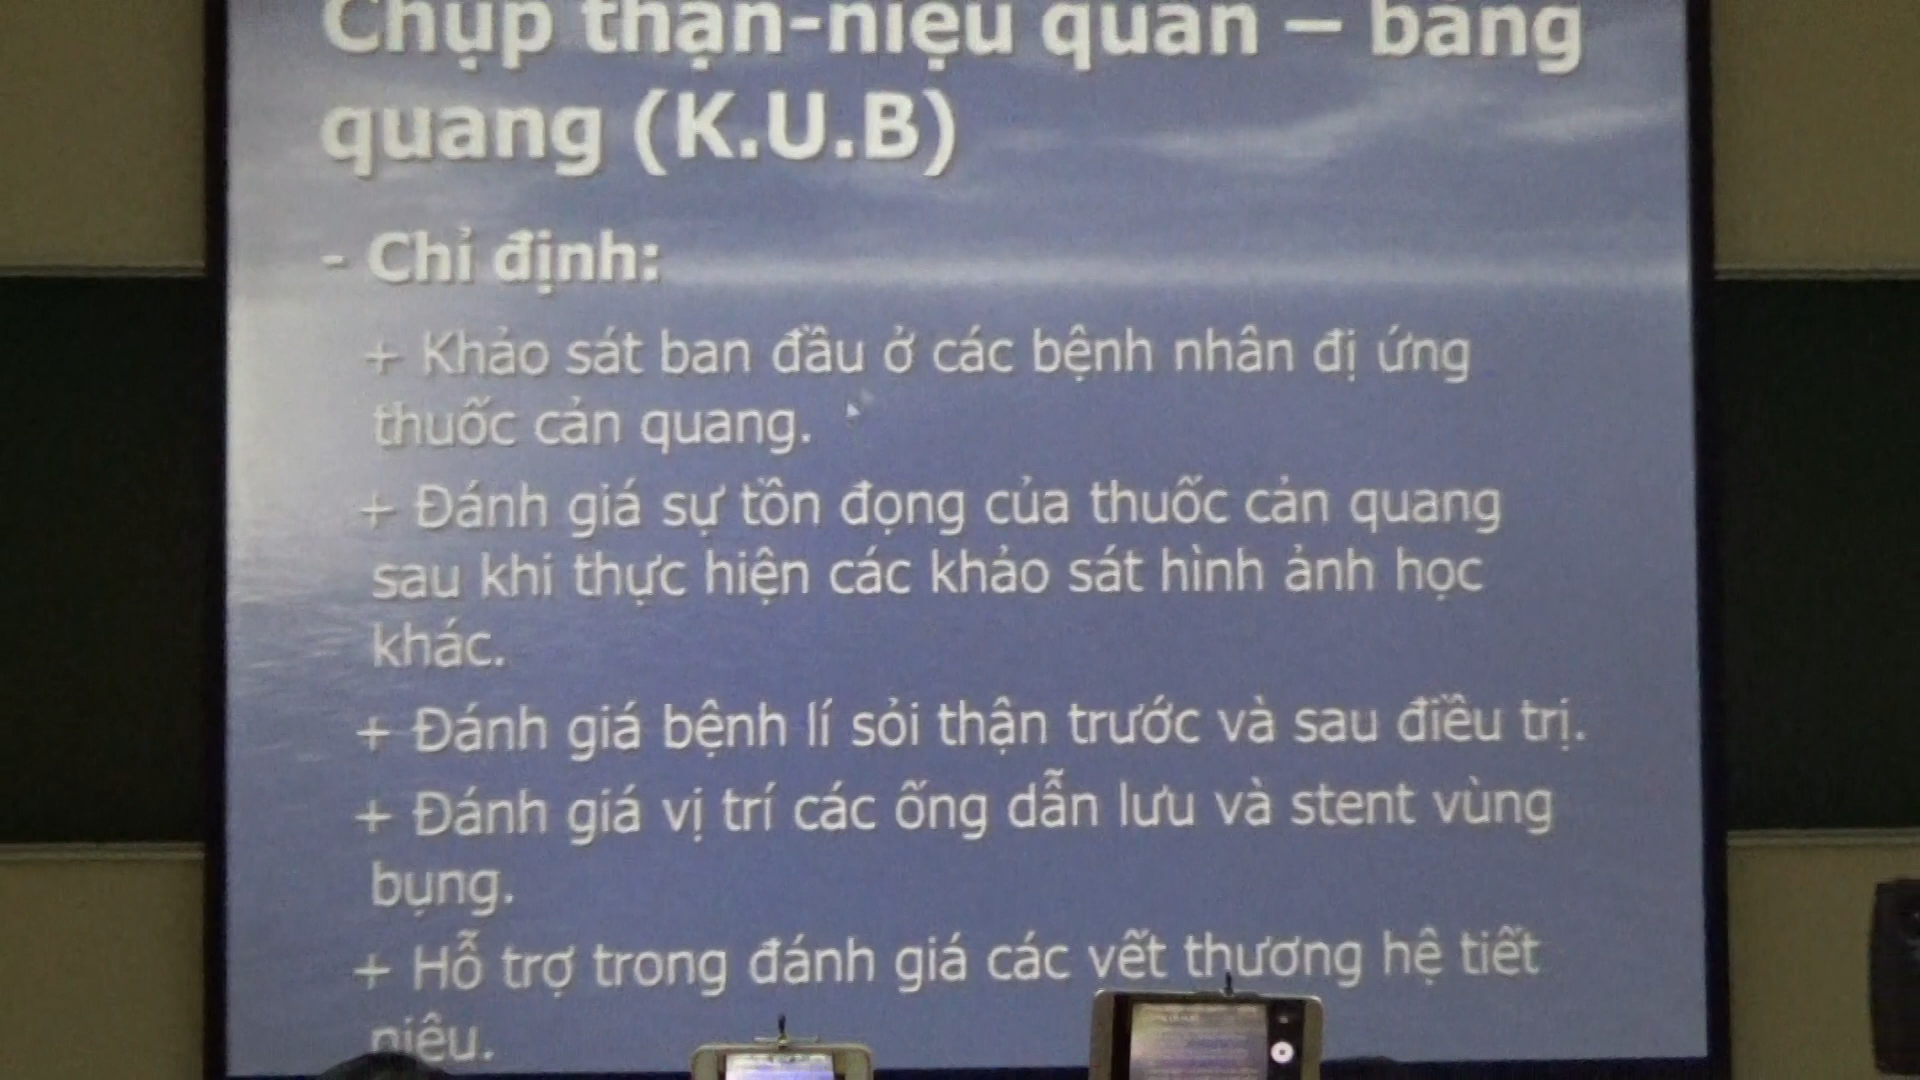 Chụp thận-niệu quản – bàng
quang (K.U.B)
- Chỉ định:
+ Khảo sát ban đầu ở các bệnh nhân đị ứng
thuốc cản quang.
+ Đánh giá sự tồn đọng của thuốc cản quang
sau khi thực hiện các khảo sát hình ảnh học
khác.
+ Đánh giá bệnh lí sỏi thận trước và sau điều trị.
+ Đánh giá vị trí các ống dẫn lưu và stent vùng
bụng.
+ Hỗ trợ trong đánh giá các vết thương hệ tiết
niệu.